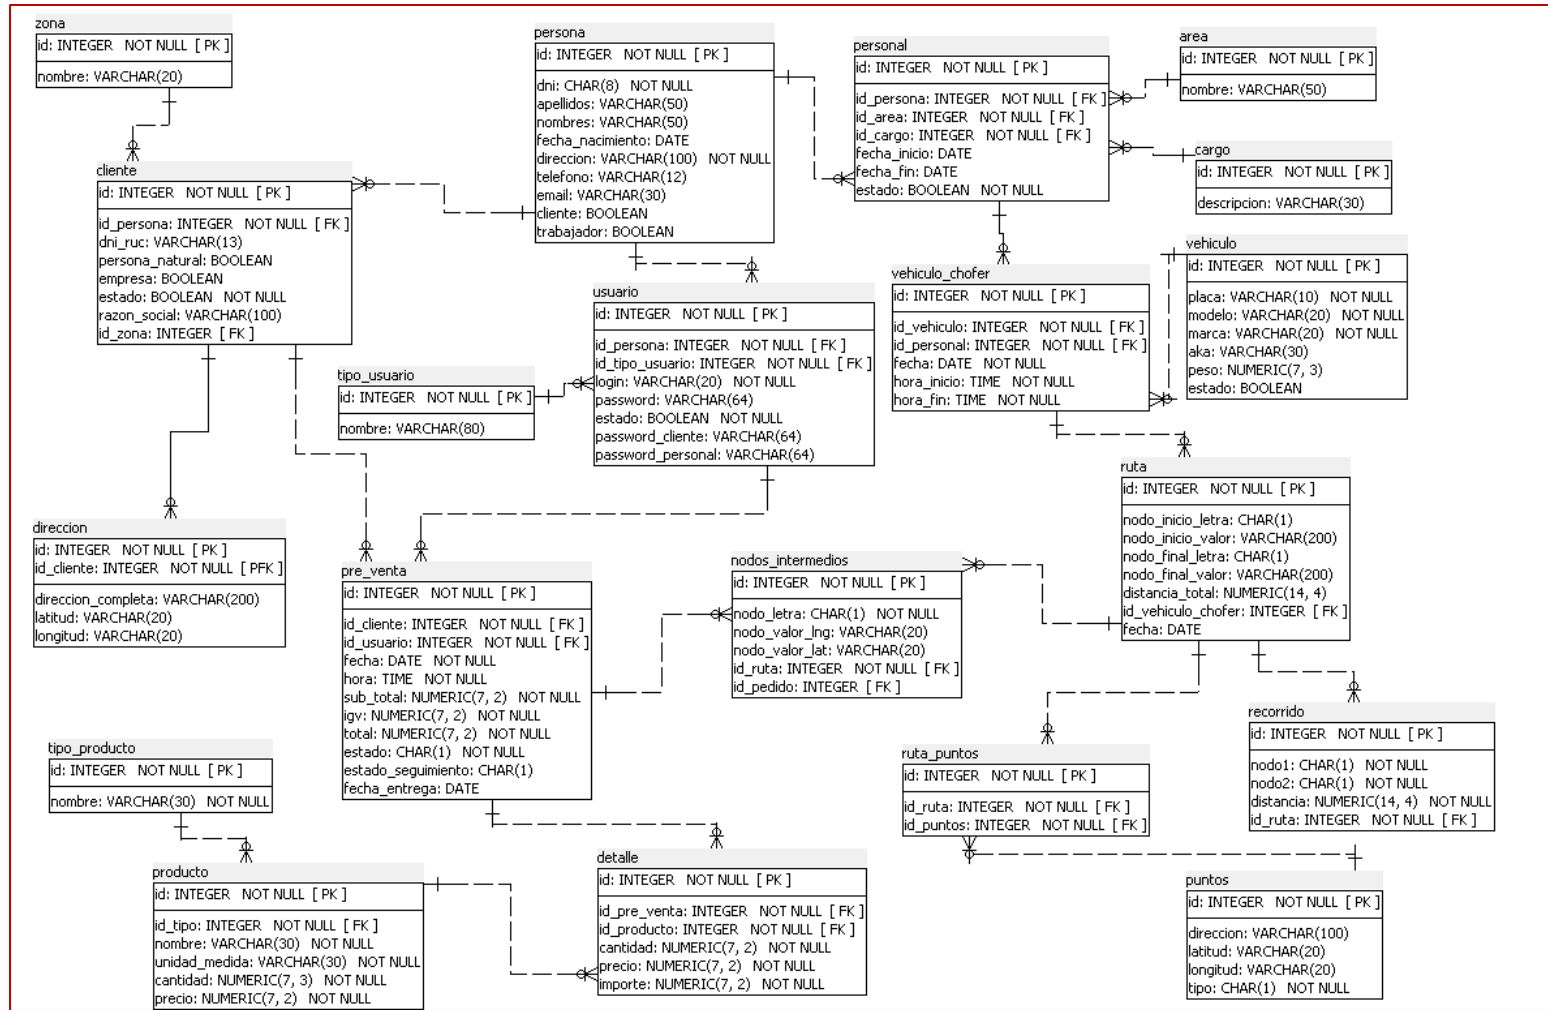 zona
id: INTEGER NOT NULL [ PK ]
nombre: VARCHAR(20)
persona
id: INTEGER NOT NULL [ PK ]
dni: CHAR(8) NOT NULL
apellidos: VARCHAR(50)
nombres: VARCHAR(50)
fecha_nacimiento: DATE
direccion: VARCHAR(100) NOT NULL
telefono: VARCHAR(12)
email: VARCHAR(30)
cliente: BOOLEAN
trabajador: BOOLEAN
personal
id: INTEGER NOT NULL [ PK ]
id_persona: INTEGER NOT NULL [ FK ]
id_area: INTEGER NOT NULL [ FK ]
id_cargo: INTEGER NOT NULL [ FK ]
fecha_inicio: DATE
fecha_fin: DATE
estado: BOOLEAN NOT NULL
area
id: INTEGER NOT NULL [ PK ]
nombre: VARCHAR(50)
cargo
id: INTEGER NOT NULL [ PK ]
descripcion: VARCHAR(30)
cliente
id: INTEGER NOT NULL [ PK ]
id_persona: INTEGER NOT NULL [ FK ]
dni_ruc: VARCHAR(13)
persona_natural: BOOLEAN
empresa: BOOLEAN
estado: BOOLEAN NOT NULL
razon_social: VARCHAR(100)
id_zona: INTEGER [ FK ]
usuario
id: INTEGER NOT NULL [ PK ]
id_persona: INTEGER NOT NULL [ FK ]
id_tipo_usuario: INTEGER NOT NULL [ FK ]
login: VARCHAR(20) NOT NULL
password: VARCHAR(64)
estado: BOOLEAN NOT NULL
password_cliente: VARCHAR(64)
password_personal: VARCHAR(64)
vehiculo_chofer
id: INTEGER NOT NULL [ PK ]
id_vehiculo: INTEGER NOT NULL [ FK ]
id_personal: INTEGER NOT NULL [ FK ]
fecha: DATE NOT NULL
hora_inicio: TIME NOT NULL
hora_fin: TIME NOT NULL
vehiculo
id: INTEGER NOT NULL [ PK ]
placa: VARCHAR(10) NOT NULL
modelo: VARCHAR(20) NOT NULL
marca: VARCHAR(20) NOT NULL
aka: VARCHAR(30)
peso: NUMERIC(7, 3)
estado: BOOLEAN
tipo_usuario
id: INTEGER NOT NULL [ PK ]
nombre: VARCHAR(80)
ruta
id: INTEGER NOT NULL [ PK ]
nodo_inicio_letra: CHAR(1)
nodo_inicio_valor: VARCHAR(200)
nodo_final_letra: CHAR(1)
nodo_final_valor: VARCHAR(200)
distancia_total: NUMERIC(14, 4)
id_vehiculo_chofer: INTEGER [ FK ]
fecha: DATE
direccion
id: INTEGER NOT NULL [ PK ]
id_cliente: INTEGER NOT NULL [ PFK ]
direccion_completa: VARCHAR(200)
latitud: VARCHAR(20)
longitud: VARCHAR(20)
pre_venta
id: INTEGER NOT NULL [ PK ]
id_cliente: INTEGER NOT NULL [ FK ]
id_usuario: INTEGER NOT NULL [ FK ]
fecha: DATE NOT NULL
hora: TIME NOT NULL
sub_total: NUMERIC(7, 2) NOT NULL
igv: NUMERIC(7, 2) NOT NULL
total: NUMERIC(7, 2) NOT NULL
estado: CHAR(1) NOT NULL
estado_seguimiento: CHAR(1)
fecha_entrega: DATE
nodos_intermedios
id: INTEGER NOT NULL [ PK ]
nodo_letra: CHAR(1) NOT NULL
nodo_valor_lng: VARCHAR(20)
nodo_valor_lat: VARCHAR(20)
id_ruta: INTEGER NOT NULL [ FK ]
id_pedido: INTEGER [ FK ]
recorrido
id: INTEGER NOT NULL [ PK ]
nodo1: CHAR(1) NOT NULL
nodo2: CHAR(1) NOT NULL
distancia: NUMERIC(14, 4) NOT NULL
id_ruta: INTEGER NOT NULL [ FK ]
tipo_producto
id: INTEGER NOT NULL [ PK ]
nombre: VARCHAR(30) NOT NULL
ruta_puntos
id: INTEGER NOT NULL [ PK ]
id_ruta: INTEGER NOT NULL [ FK ]
id_puntos: INTEGER NOT NULL [ FK ]
producto
id: INTEGER NOT NULL [ PK ]
id_tipo: INTEGER NOT NULL [ FK ]
nombre: VARCHAR(30) NOT NULL
unidad_medida: VARCHAR(30) NOT NULL
cantidad: NUMERIC(7, 3) NOT NULL
precio: NUMERIC(7, 2) NOT NULL
detalle
id: INTEGER NOT NULL [ PK ]
id_pre_venta: INTEGER NOT NULL [ FK ]
id_producto: INTEGER NOT NULL [ FK ]
cantidad: NUMERIC(7, 2) NOT NULL
precio: NUMERIC(7, 2) NOT NULL
importe: NUMERIC(7, 2) NOT NULL
puntos
id: INTEGER NOT NULL [ PK ]
direccion: VARCHAR(100)
latitud: VARCHAR(20)
longitud: VARCHAR(20)
tipo: CHAR(1) NOT NULL